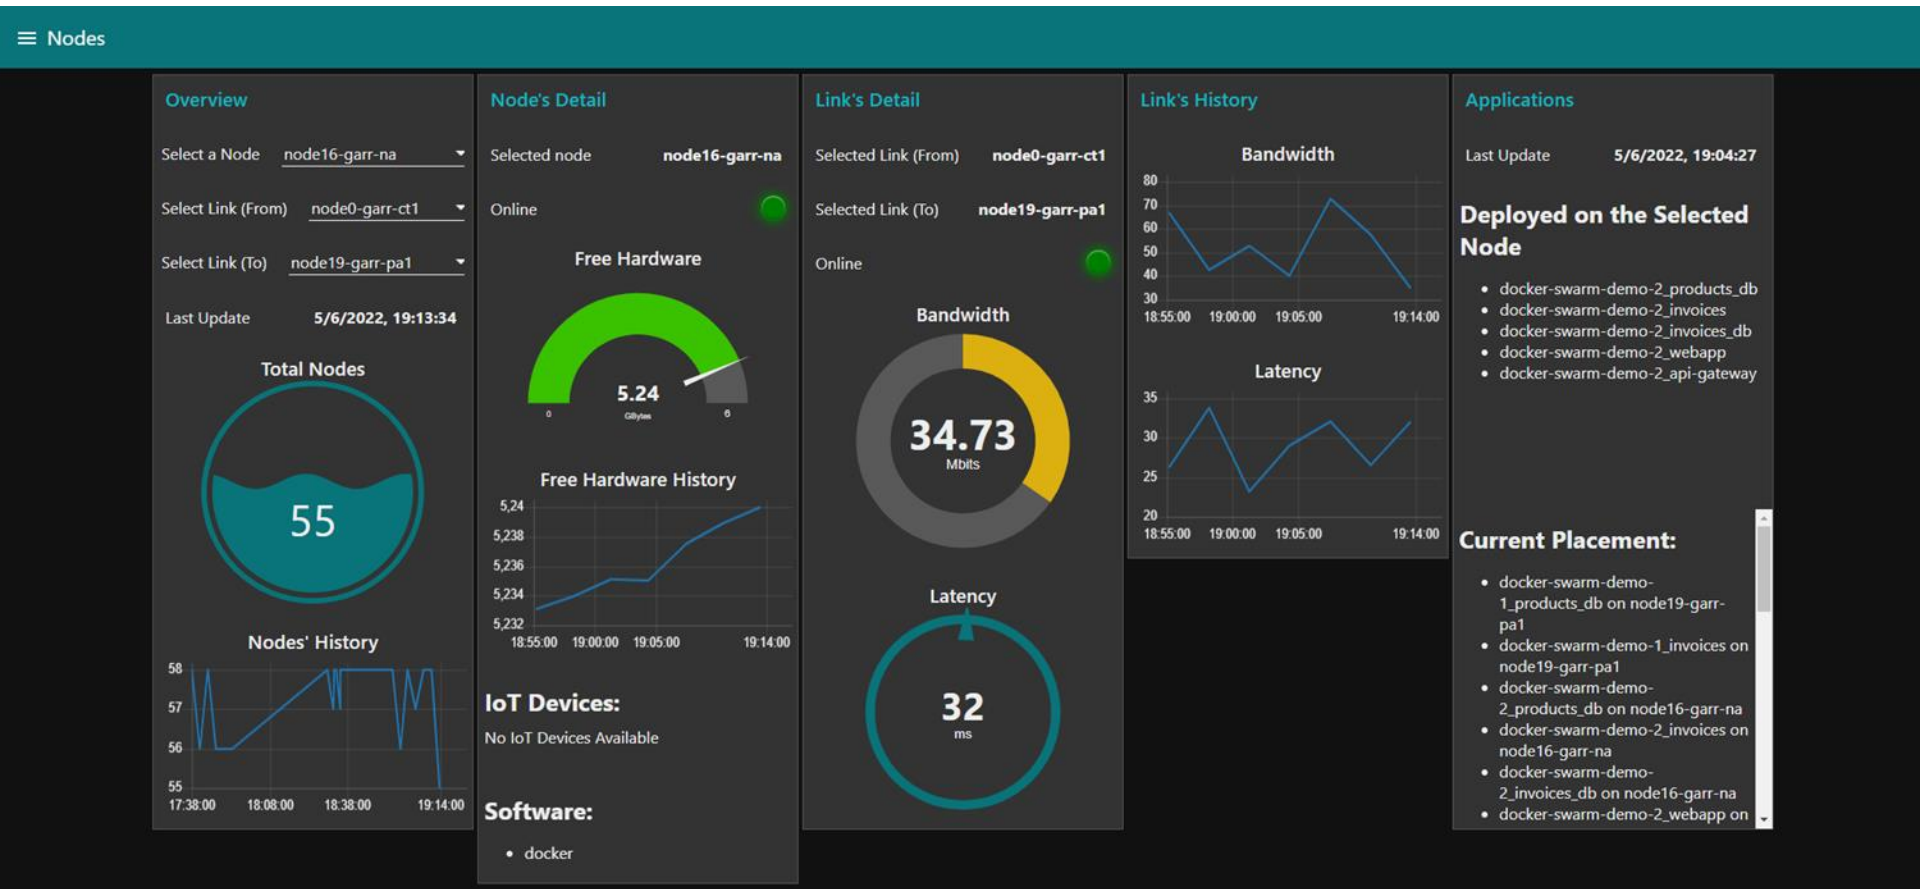 Nodes
Overview
Select a Node node16-garr-na
Select Link (From) node0-garr-ct1
Select Link (To) node19-garr-pa1
Last Update 5/6/2022, 19:13:34
Total Nodes
55
Nodes' History
58
57
56
55
17:38:00 18:08:00 18:38:00 19:14:00
Node's Detail
Selected node node16-garr-na
Online
Free Hardware
5.24
GBytes
0 6
Free Hardware History
5,24
5,238
5,236
5,234
5,232
18:55:00 19:00:00 19:05:00 19:14:00
IoT Devices:
No IoT Devices Available
Software:
• docker
Link's Detail
Selected Link (From) node0-garr-ct1
Selected Link (To) node19-garr-pa1
Online
Bandwidth
34.73
Mbits
Latency
32
ms
Link's History
Bandwidth
80
70
60
50
40
30
18:55:00 19:00:00 19:05:00 19:14:00
Latency
35
30
25
20
18:55:00 19:00:00 19:05:00 19:14:00
Applications
Last Update 5/6/2022, 19:04:27
Deployed on the Selected
Node
• docker-swarm-demo-2_products_db
• docker-swarm-demo-2_invoices
• docker-swarm-demo-2_invoices_db
• docker-swarm-demo-2_webapp
• docker-swarm-demo-2_api-gateway
Current Placement:
• docker-swarm-demo-
1_products_db on node19-garr-
pa1
• docker-swarm-demo-1_invoices on
node19-garr-pa1
• docker-swarm-demo-
2_products_db on node16-garr-na
• docker-swarm-demo-2_invoices on
node16-garr-na
• docker-swarm-demo-
2_invoices_db on node16-garr-na
• docker-swarm-demo-2_webapp on